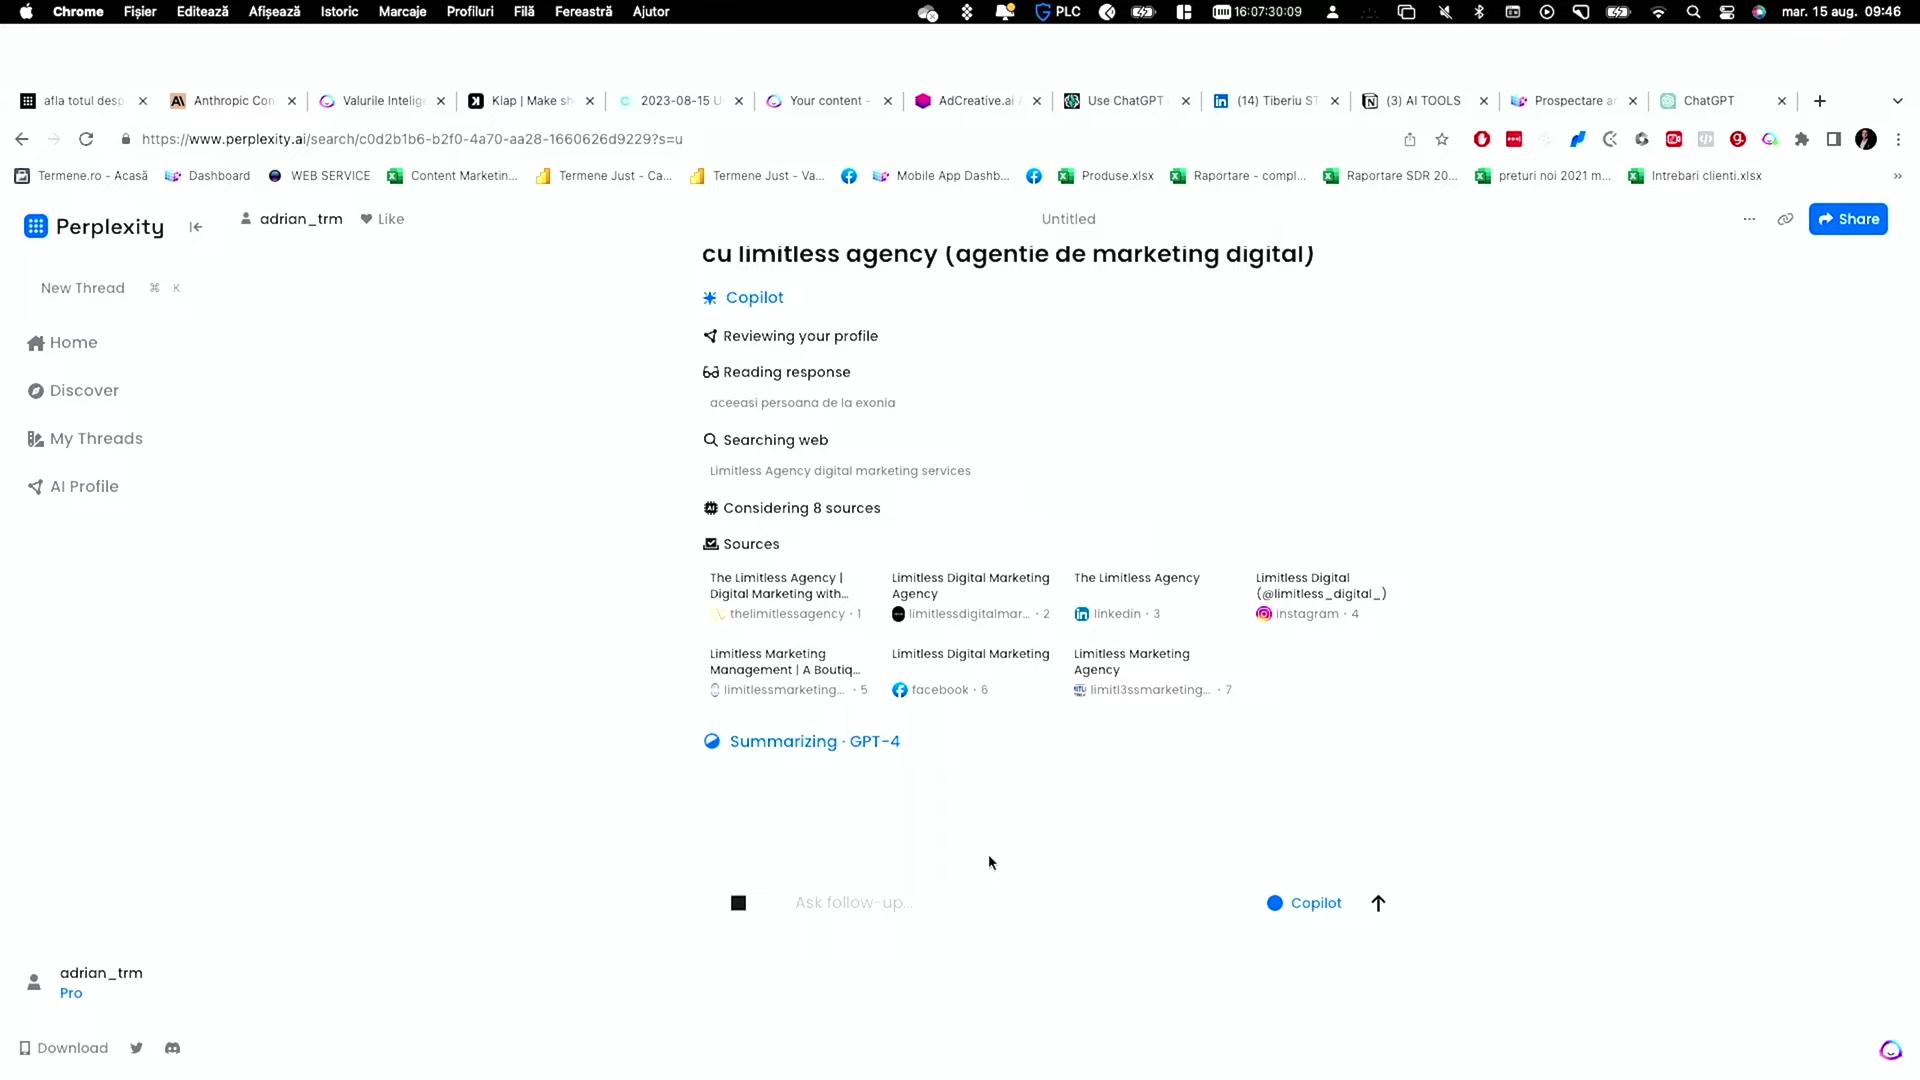 Chrome Fișier Editează Afișează Istoric Marcaje Profiluri Filă Fereastră Ajutor PLC 16:07:30:09 mar. 15 aug. 09:46
afla totul desp Anthropic Con Valurile Intelig Klap | Make sh 2023-08-15 U Your content - AdCreative.ai Use ChatGPT (14) Tiberiu ST (3) AI TOOLS Prospectare ar ChatGPT
https://www.perplexity.ai/search/c0d2b1b6-b2f0-4a70-aa28-1660626d9229?s=u
Termene.ro - Acasă Dashboard WEB SERVICE Content Marketin... Termene Just - Ca... Termene Just - Va... Mobile App Dashb... Produse.xlsx Raportare - compl... Raportare SDR 20... preturi noi 2021 m... Intrebari clienti.xlsx »
Perplexity
adrian_trm Like Untitled Share
cu limitless agency (agentie de marketing digital)
New Thread ⌘ K
Home
Discover
My Threads
AI Profile
Copilot
Reviewing your profile
Reading response
aceeasi persoana de la exonia
Searching web
Limitless Agency digital marketing services
Considering 8 sources
Sources
The Limitless Agency |
Digital Marketing with...
thelimitlessagency · 1
Limitless Digital Marketing
Agency
limitlessdigitalmar... · 2
The Limitless Agency
linkedin · 3
Limitless Digital
(@limitless_digital_)
instagram · 4
Limitless Marketing
Management | A Boutiq...
limitlessmarketing... · 5
Limitless Digital Marketing
facebook · 6
Limitless Marketing
Agency
limitl3ssmarketing... · 7
Summarizing · GPT-4
Ask follow-up...
Copilot
adrian_trm
Pro
Download